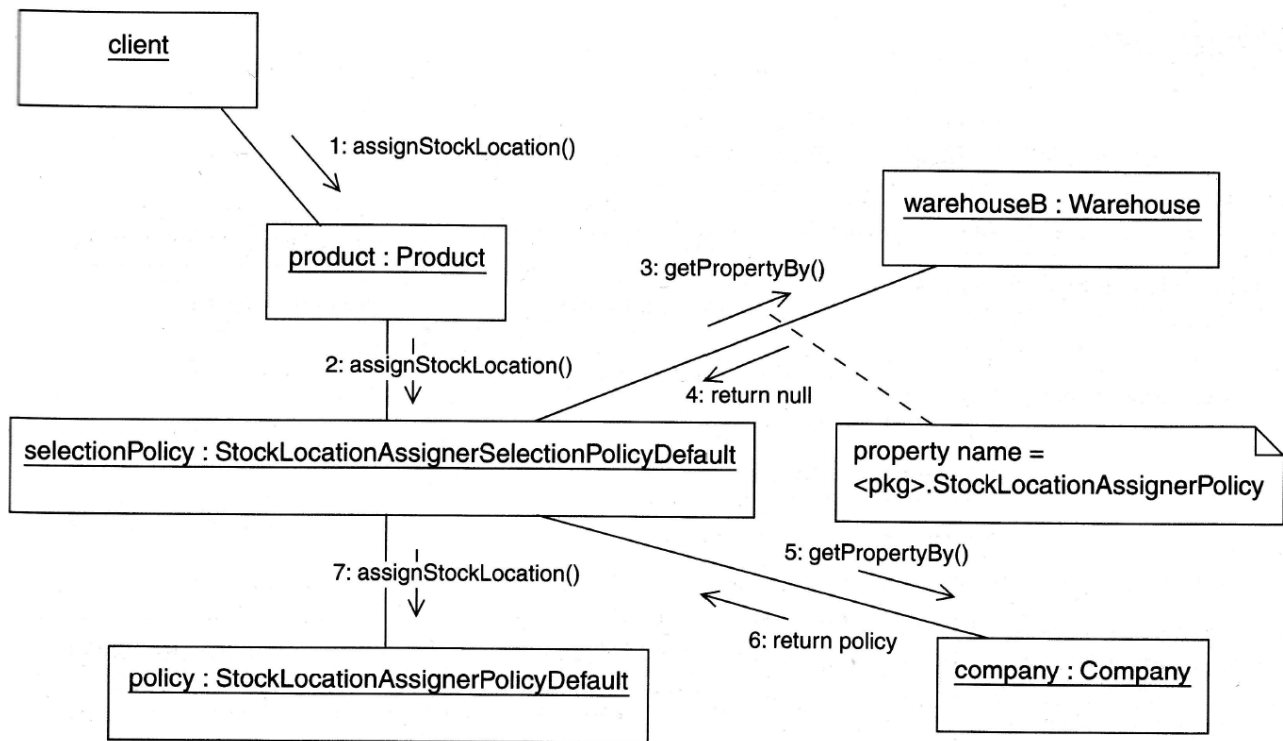 client
1: assignStockLocation()
warehouseB : Warehouse
product : Product
3: getPropertyBy()
2: assignStockLocation()
4: return null
selectionPolicy : StockLocationAssignerSelectionPolicyDefault
property name =
<pkg>.StockLocationAssignerPolicy
5: getPropertyBy()
7: assignStockLocation()
6: return policy
policy : StockLocationAssignerPolicyDefault
company : Company